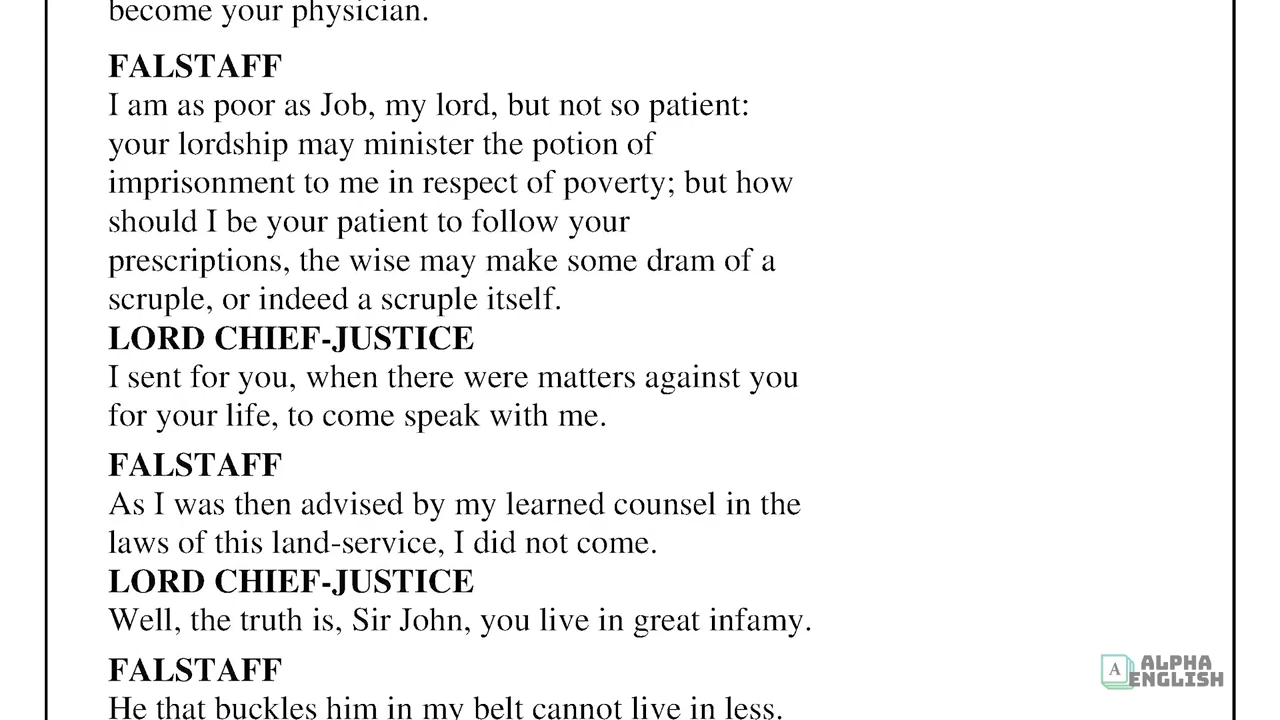 become your physician.
FALSTAFF
I am as poor as Job, my lord, but not so patient:
your lordship may minister the potion of
imprisonment to me in respect of poverty; but how
should I be your patient to follow your
prescriptions, the wise may make some dram of a
scruple, or indeed a scruple itself.
LORD CHIEF-JUSTICE
I sent for you, when there were matters against you
for your life, to come speak with me.
FALSTAFF
As I was then advised by my learned counsel in the
laws of this land-service, I did not come.
LORD CHIEF-JUSTICE
Well, the truth is, Sir John, you live in great infamy.
FALSTAFF
He that buckles him in my belt cannot live in less.
A
ALPHA
ENGLISH